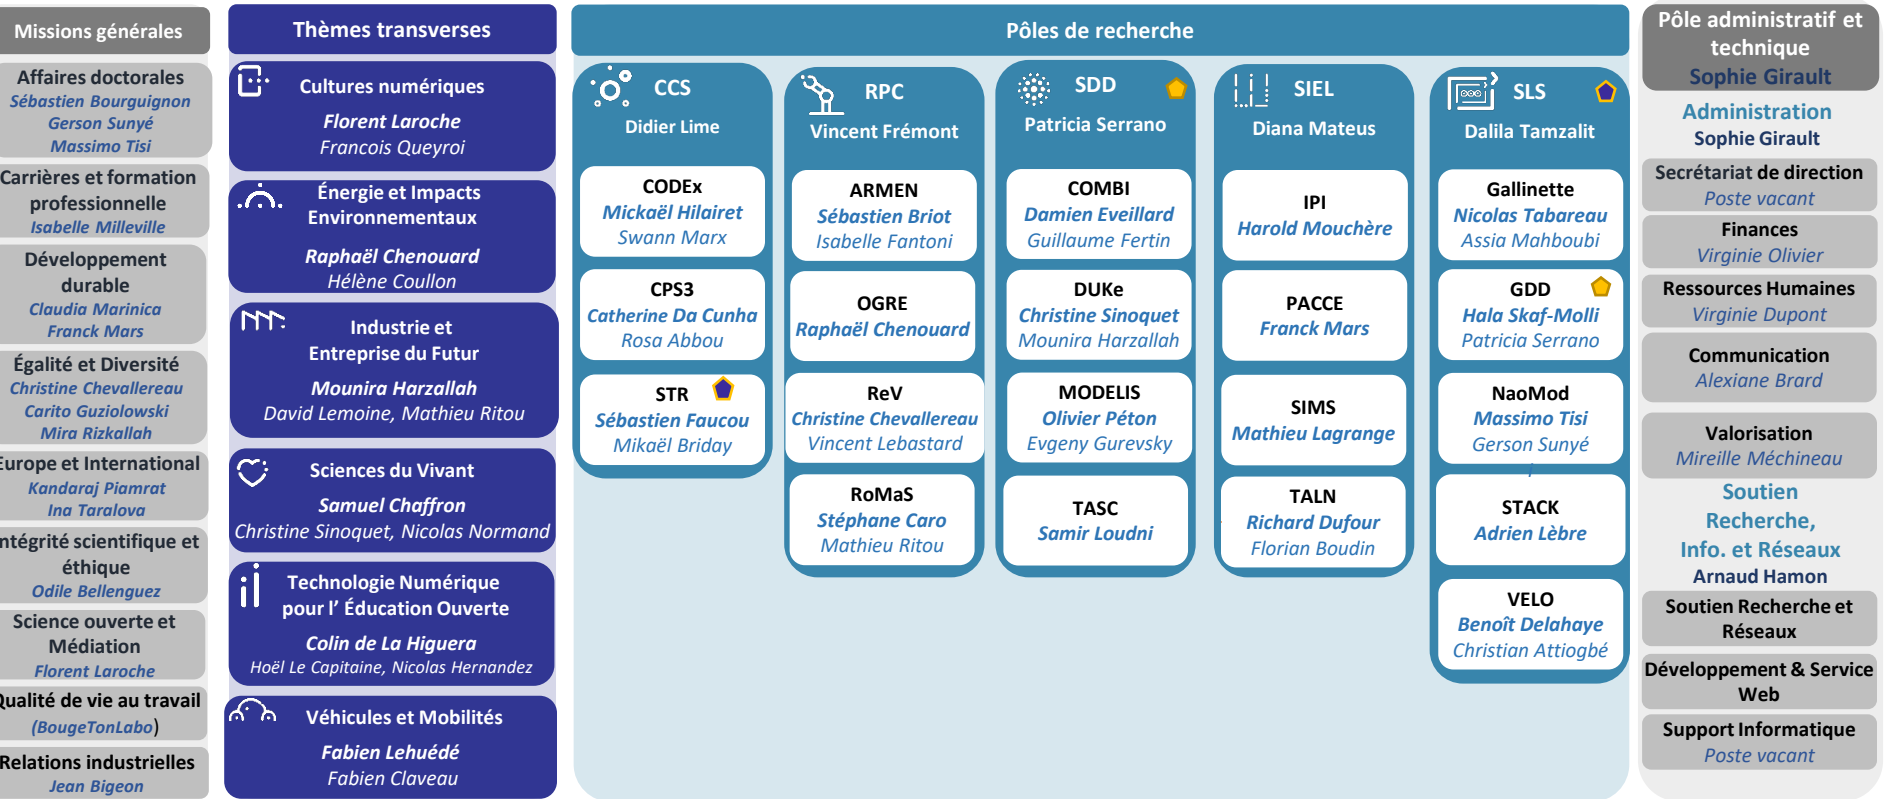 Missions générales
Affaires doctorales
Sébastien Bourguignon
Gerson Sunyé
Massimo Tisi
Carrières et formation
professionnelle
Isabelle Milleville
Développement
durable
Claudia Marinica
Franck Mars
Égalité et Diversité
Christine Chevallereau
Carito Guziolowski
Mira Rizkallah
Europe et International
Kandaraj Piamrat
Ina Taralova
Intégrité scientifique et
éthique
Odile Bellenguez
Science ouverte et
Médiation
Florent Laroche
Qualité de vie au travail
(BougeTonLabo)
Relations industrielles
Jean Bigeon
Thèmes transverses
Cultures numériques
Florent Laroche
Francois Queyroi
Énergie et Impacts
Environnementaux
Raphaël Chenouard
Hélène Coullon
Industrie et
Entreprise du Futur
Mounira Harzallah
David Lemoine, Mathieu Ritou
Sciences du Vivant
Samuel Chaffron
Christine Sinoquet, Nicolas Normand
Technologie Numérique
pour l’ Éducation Ouverte
Colin de La Higuera
Hoël Le Capitaine, Nicolas Hernandez
Véhicules et Mobilités
Fabien Lehuédé
Fabien Claveau
Pôles de recherche
CCS
Didier Lime
CODEx
Mickaël Hilairet
Swann Marx
CPS3
Catherine Da Cunha
Rosa Abbou
STR
Sébastien Faucou
Mikaël Briday
RPC
Vincent Frémont
ARMEN
Sébastien Briot
Isabelle Fantoni
OGRE
Raphaël Chenouard
ReV
Christine Chevallereau
Vincent Lebastard
RoMaS
Stéphane Caro
Mathieu Ritou
SDD
Patricia Serrano
COMBI
Damien Eveillard
Guillaume Fertin
DUKe
Christine Sinoquet
Mounira Harzallah
MODELIS
Olivier Péton
Evgeny Gurevsky
TASC
Samir Loudni
SIEL
Diana Mateus
IPI
Harold Mouchère
PACCE
Franck Mars
SIMS
Mathieu Lagrange
TALN
Richard Dufour
Florian Boudin
SLS
Dalila Tamzalit
Gallinette
Nicolas Tabareau
Assia Mahboubi
GDD
Hala Skaf-Molli
Patricia Serrano
NaoMod
Massimo Tisi
Gerson Sunyé
STACK
Adrien Lèbre
VELO
Benoît Delahaye
Christian Attiogbé
Pôle administratif et
technique
Sophie Girault
Administration
Sophie Girault
Secrétariat de direction
Poste vacant
Finances
Virginie Olivier
Ressources Humaines
Virginie Dupont
Communication
Alexiane Brard
Valorisation
Mireille Méchineau
Soutien
Recherche,
Info. et Réseaux
Arnaud Hamon
Soutien Recherche et
Réseaux
Développement & Service
Web
Support Informatique
Poste vacant